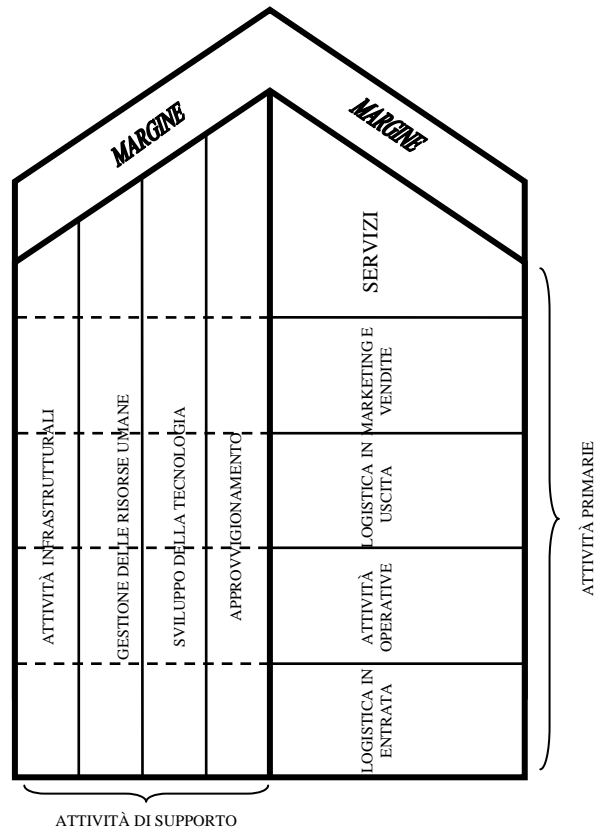 MARGINE
MARGINE
ATTIVITÀ INFRASTRUTTURALI
GESTIONE DELLE RISORSE UMANE
SVILUPPO DELLA TECNOLOGIA
APPROVVIGIONAMENTO
LOGISTICA IN
ENTRATA
ATTIVITÀ
OPERATIVE
LOGISTICA IN
USCITA
MARKETING E
VENDITE
SERVIZI
ATTIVITÀ PRIMARIE
ATTIVITÀ DI SUPPORTO